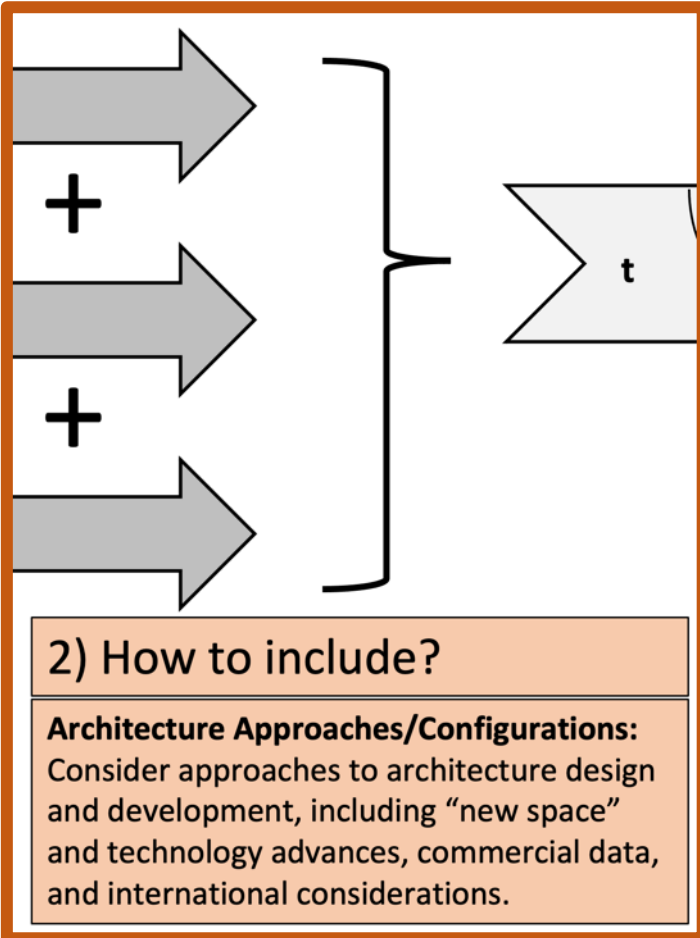 +
t
+
2) How to include?
Architecture Approaches/Configurations:
Consider approaches to architecture design
and development, including “new space”
and technology advances, commercial data,
and international considerations.